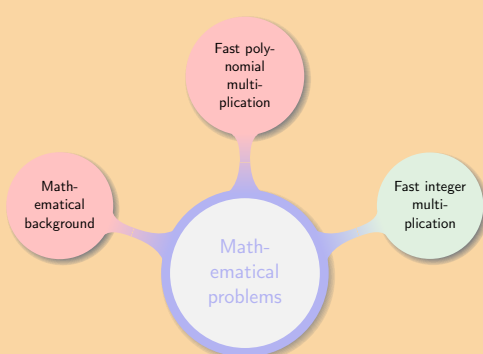 Fast poly-
nomial
multi-
plication
Math-
ematical
background
Fast integer
multi-
plication
Math-
ematical
problems